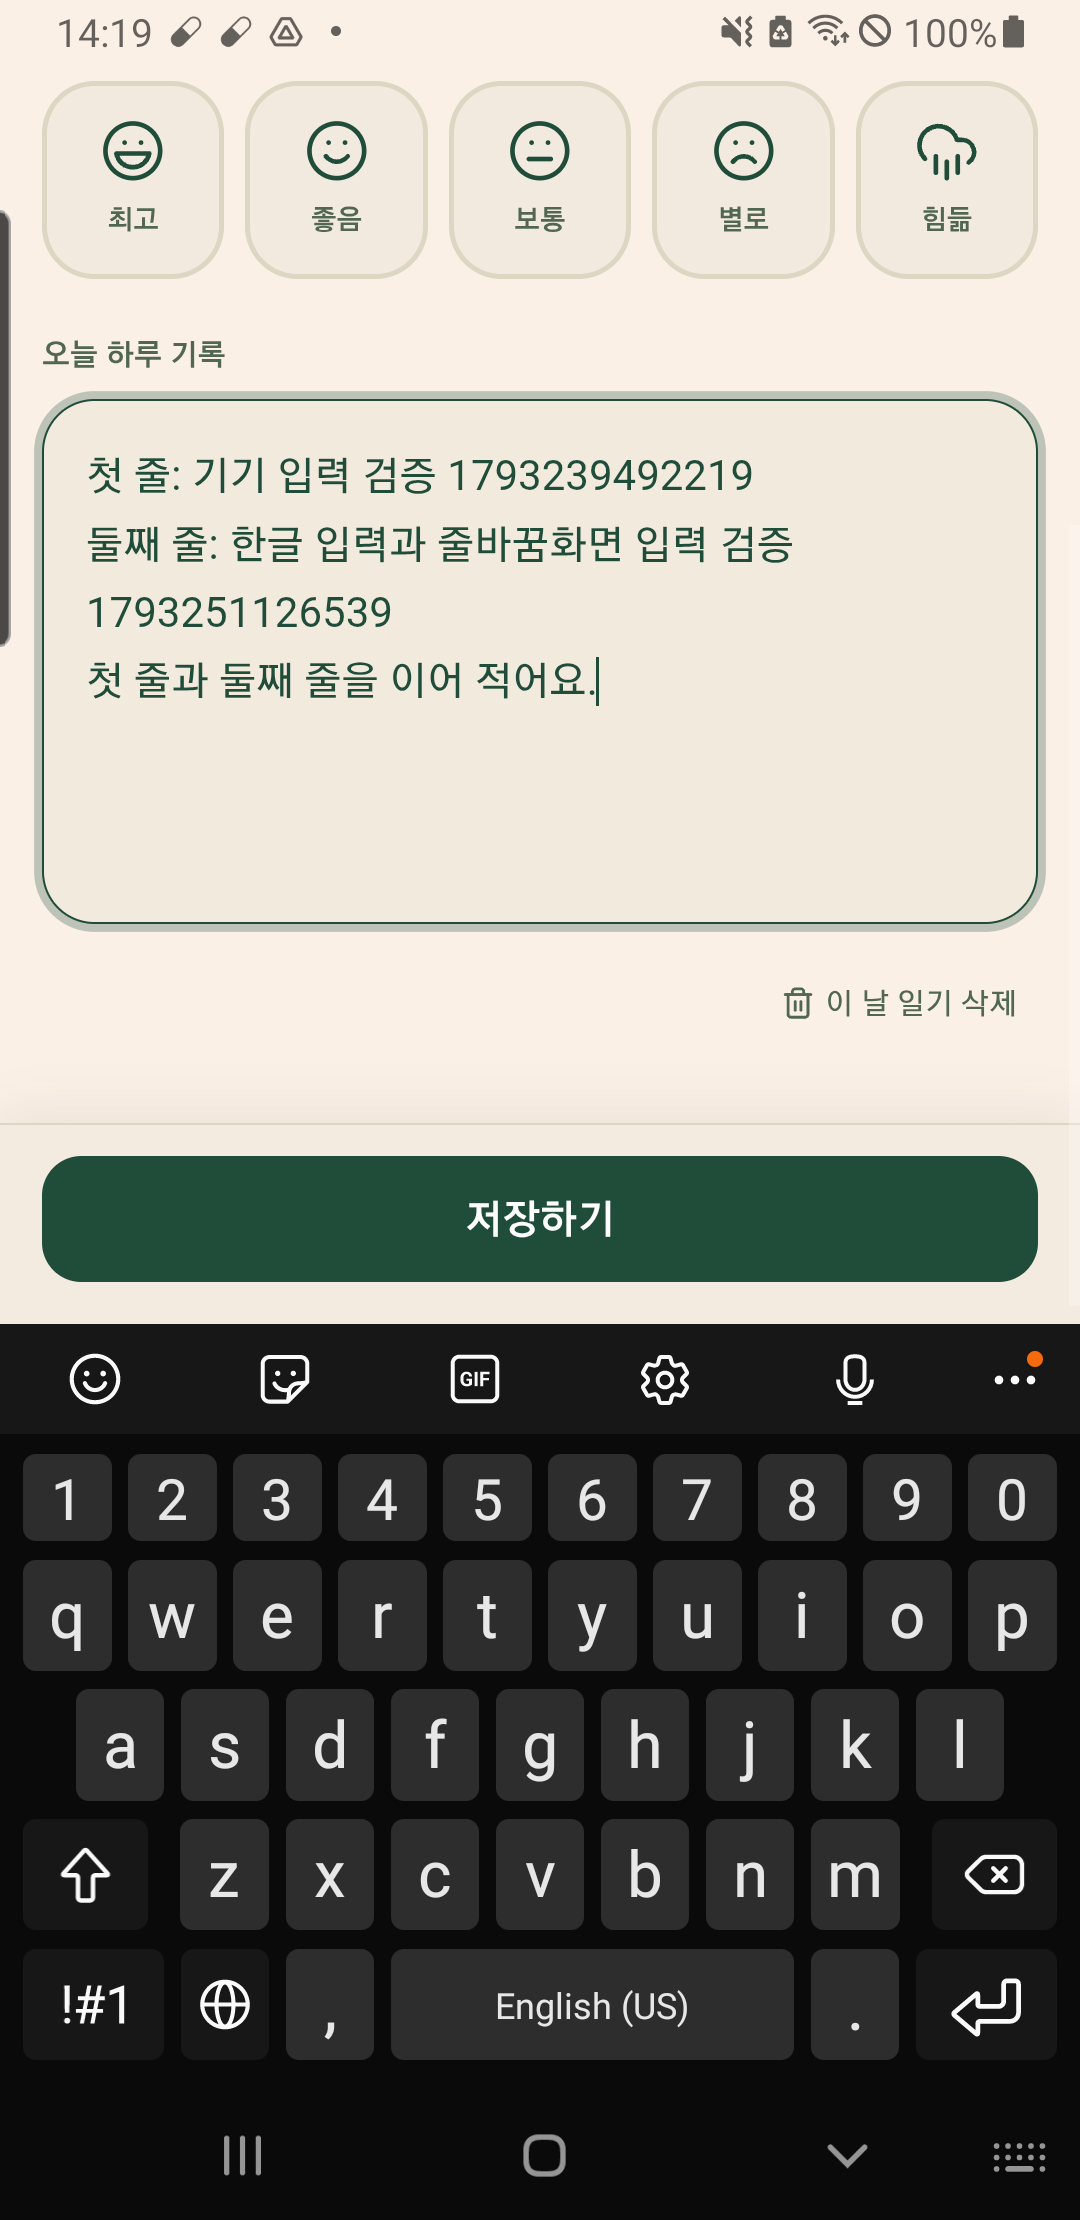 14:19
100%
최고 좋음 보통 별로 힘듦
오늘 하루 기록
첫 줄: 기기 입력 검증 1793239492219
둘째 줄: 한글 입력과 줄바꿈화면 입력 검증
1793251126539
첫 줄과 둘째 줄을 이어 적어요.
이 날 일기 삭제
저장하기
GIF
1 2 3 4 5 6 7 8 9 0
q w e r t y u i o p
a s d f g h j k l
z x c v b n m
!#1 , English (US) .